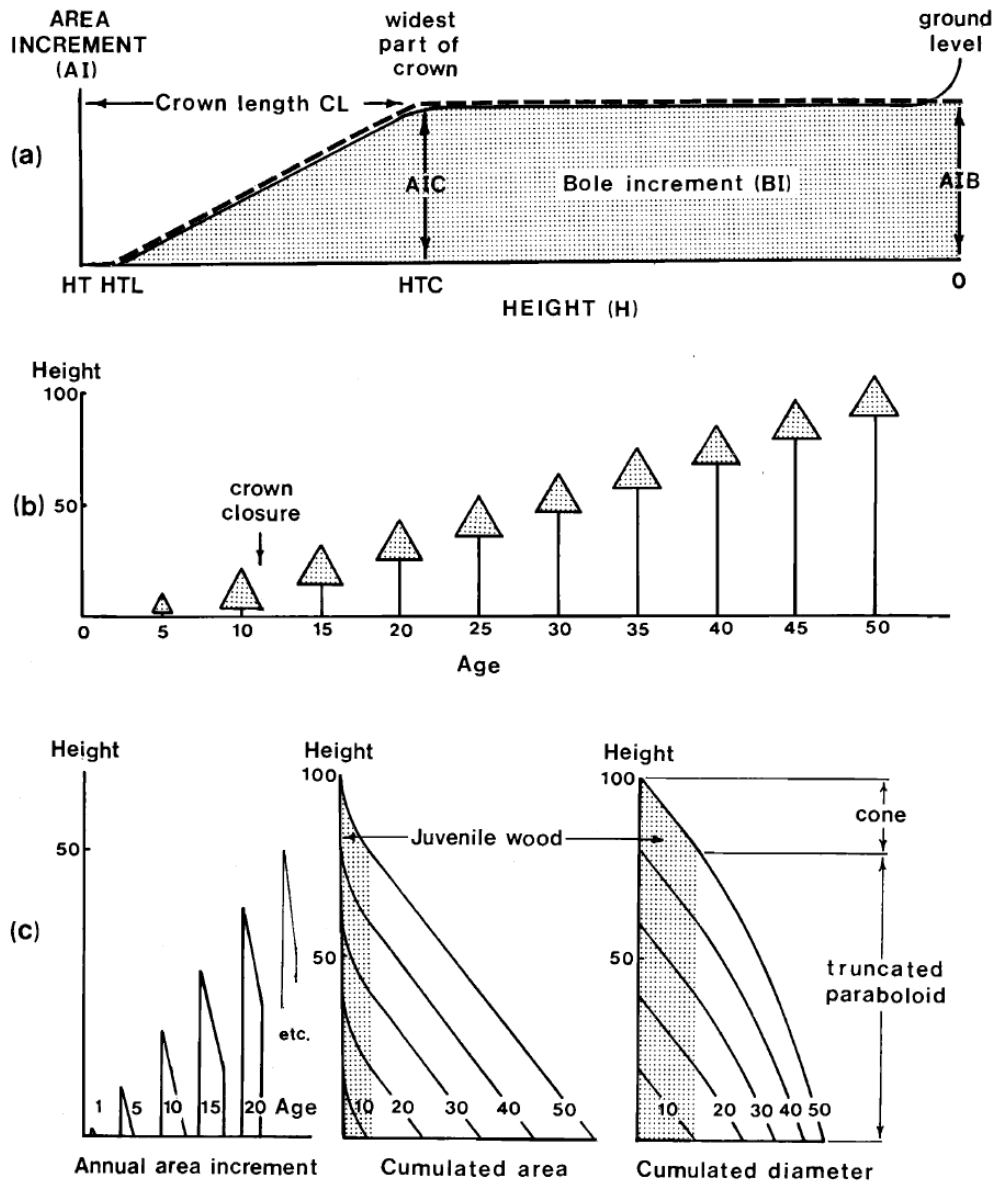 AREA
INCREMENT
(AI)
widest
part of
crown
ground
level
Crown length CL
(a)
AIC
Bole increment (BI)
AIB
HT HTL
HTC
O
HEIGHT (H)
Height
100
(b)
50
crown
closure
0 5 10 15 20 25 30 35 40 45 50
Age
(c)
Height
50
etc.
1 5 10 15 20 Age
Annual area increment
Height
100
Juvenile wood
50
10 20 30 40 50
Cumulated area
Height
100
cone
50
truncated
paraboloid
10 20 30 40 50
Cumulated diameter